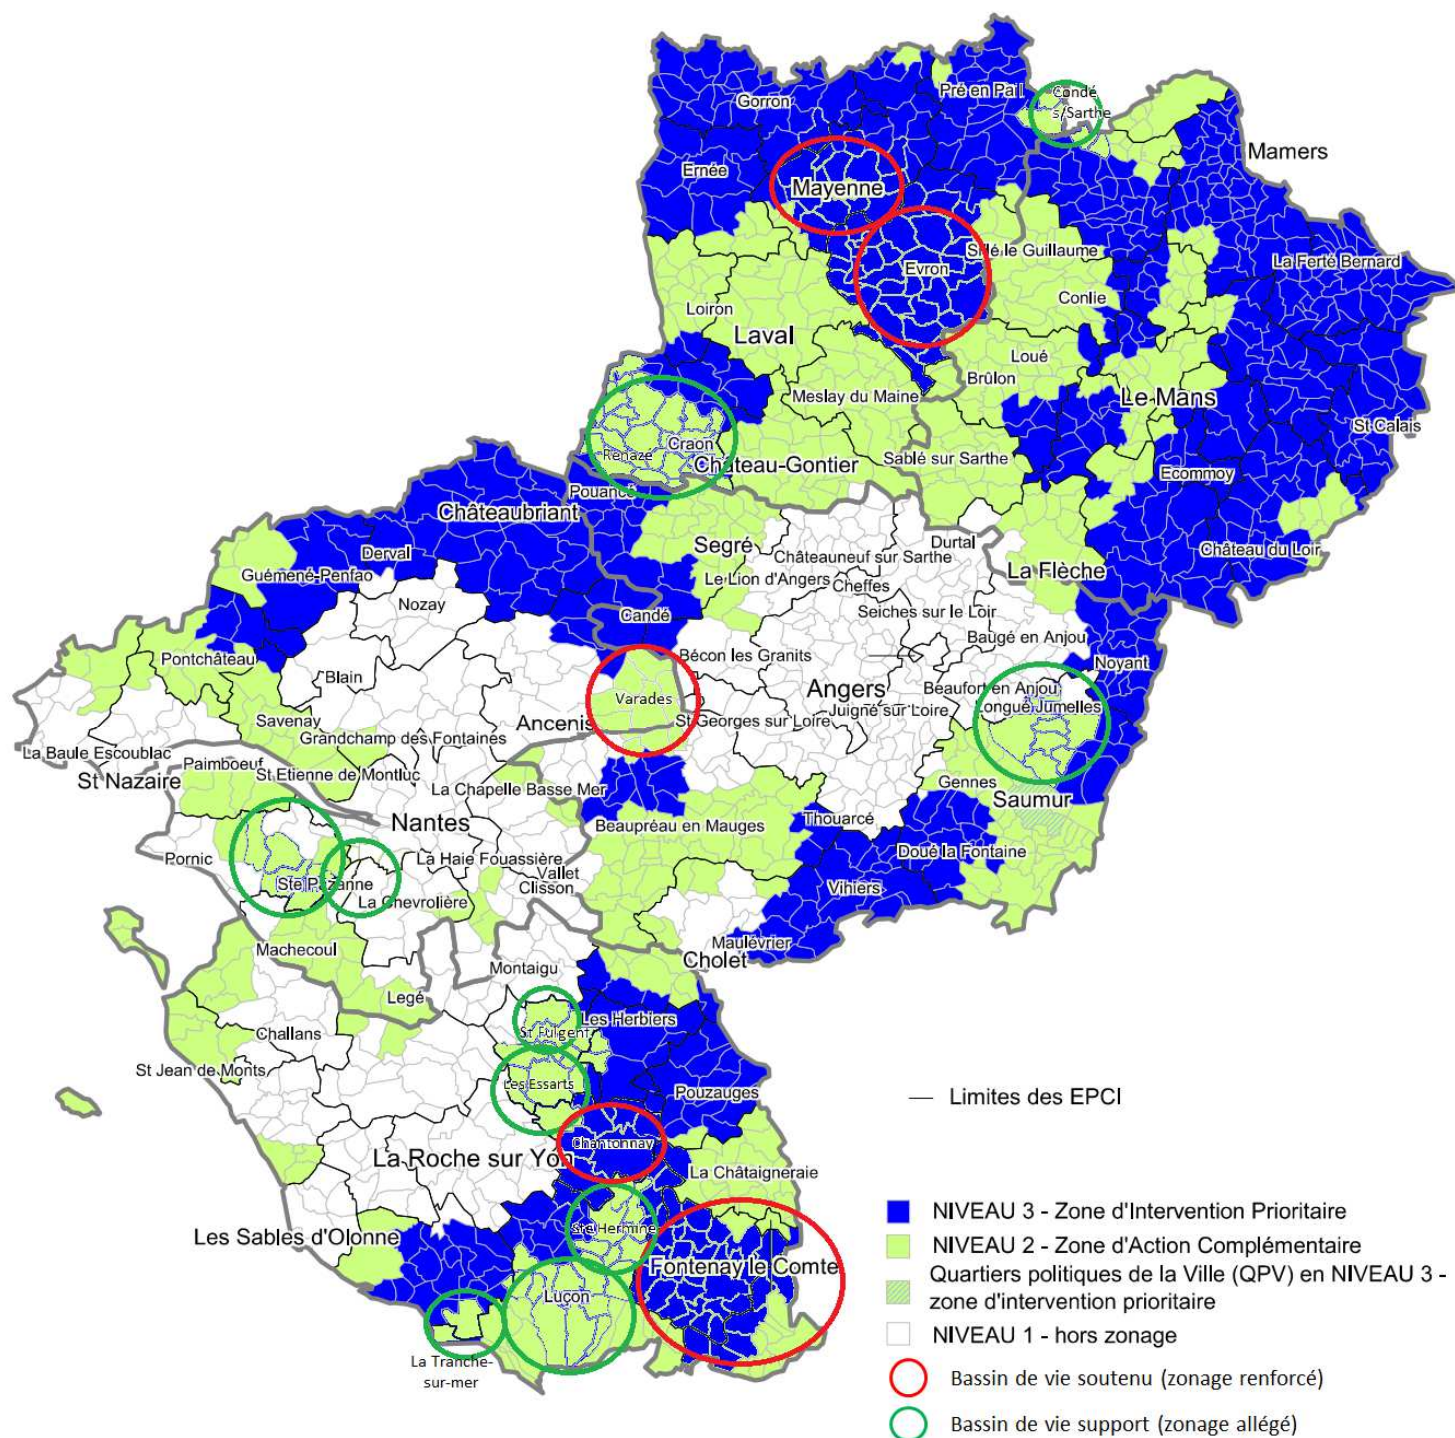 Condé
s/Sarthe
Pré en Pail
Gorron
Mamers
Ernée
Mayenne
Evron
Sillé le Guillaume
La Ferté Bernard
Conlie
Loiron
Laval
Loué
Brûlon
Meslay du Maine
Le Mans
St Calais
Craon
Renazé
Château-Gontier
Sablé sur Sarthe
Ecommoy
Pouancé
Châteaubriant
Segré
Durtal
Châteauneuf sur Sarthe
Derval
Château du Loir
Guémené-Penfao
La Flèche
Le Lion d'Angers
Cheffes
Nozay
Candé
Seiches sur le Loir
Baugé en Anjou
Pontchâteau
Bécon les Granits
Noyant
Blain
Varades
Angers
Beaufort en Anjou
Longué Jumelles
Juigné sur Loire
Savenay
Ancenis
St Georges sur Loire
Grandchamp des Fontaines
La Baule Escoublac
Paimboeuf
St Nazaire
St Etienne de Montluc
Gennes
La Chapelle Basse Mer
Saumur
Nantes
Beaupréau en Mauges
Thouarcé
Doué la Fontaine
Pornic
La Haie Fouassière
Vallet
Clisson
Ste Pazanne
Vihiers
La Chevrolière
Machecoul
Maulévrier
Cholet
Montaigu
Legé
Challans
St Fulgent
Les Herbiers
St Jean de Monts
Les Essarts
Pouzauges
Limites des EPCI
Chantonnay
La Roche sur Yon
La Châtaigneraie
NIVEAU 3 - Zone d'Intervention Prioritaire
Ste Hermine
Les Sables d'Olonne
NIVEAU 2 - Zone d'Action Complémentaire
Fontenay le Comte
Quartiers politiques de la Ville (QPV) en NIVEAU 3 -
zone d'intervention prioritaire
Luçon
NIVEAU 1 - hors zonage
La Tranche-
sur-mer
Bassin de vie soutenu (zonage renforcé)
Bassin de vie support (zonage allégé)